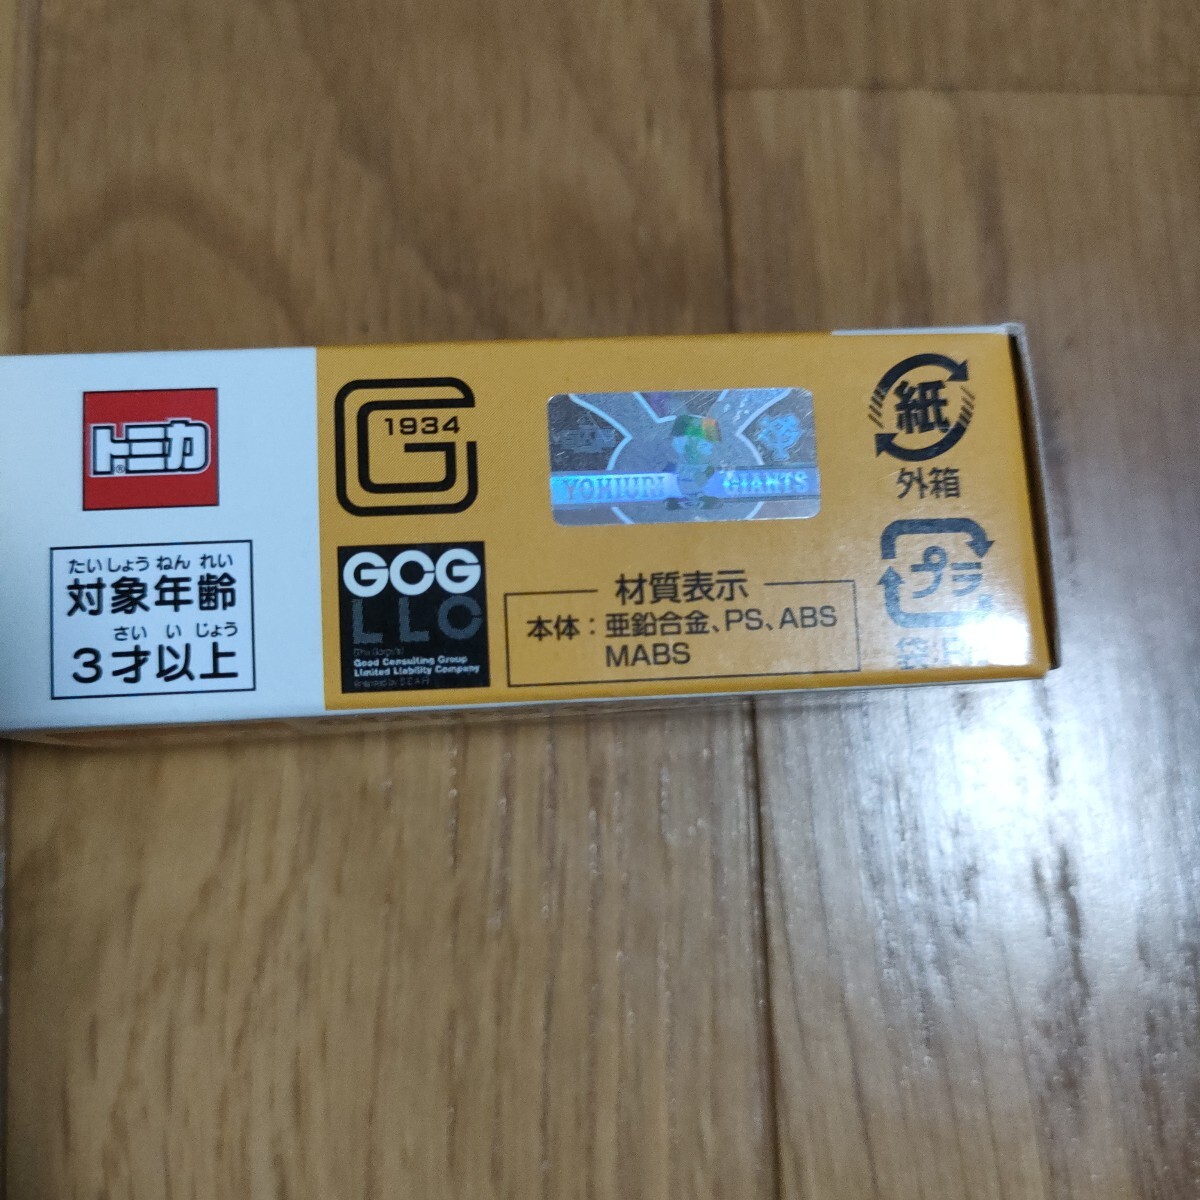 トミカ
®
たいしょう ねん れい
対象年齢
さい い じょう
3才以上
1934
G
GCG
LLC
Good Consulting Group
Limited Liability Company
YOMIURI GIANTS
材質表示
本体：亜鉛合金、PS、ABS
MABS
紙
外箱
プラ